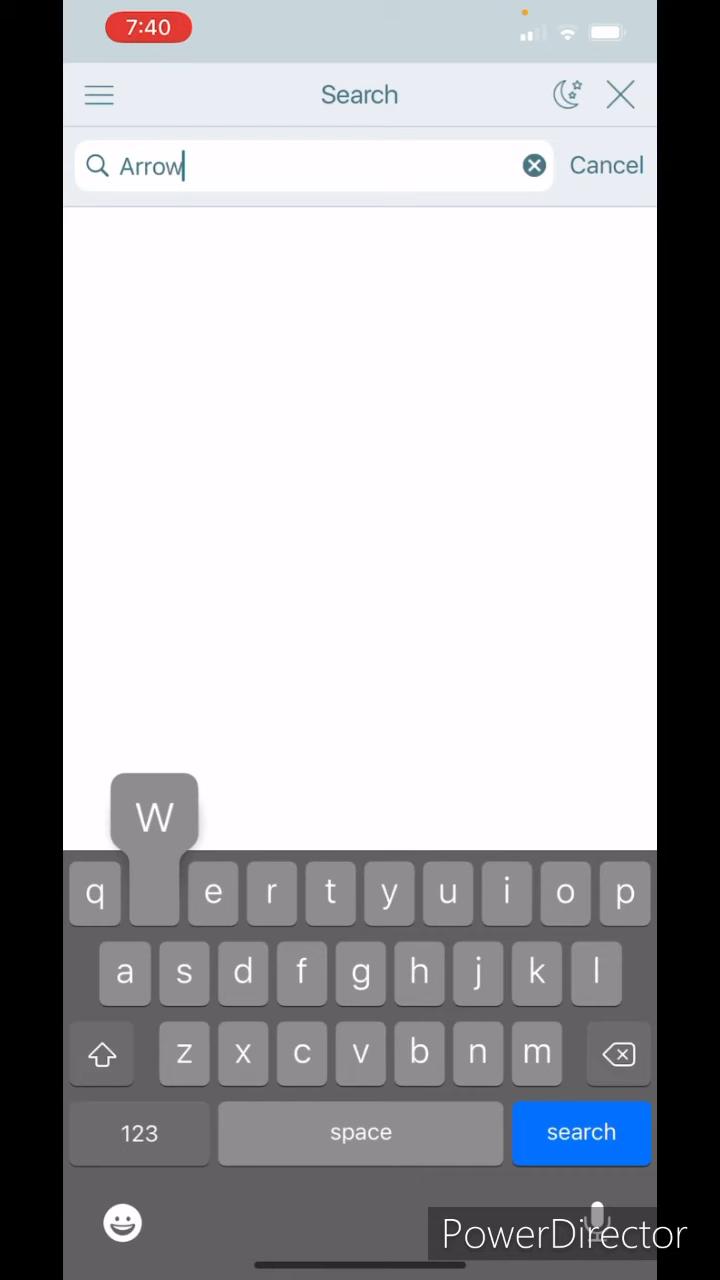 7:40
Search
Arrow Cancel
W
q e r t y u i o p
a s d f g h j k l
z x c v b n m
123 space search
PowerDirector